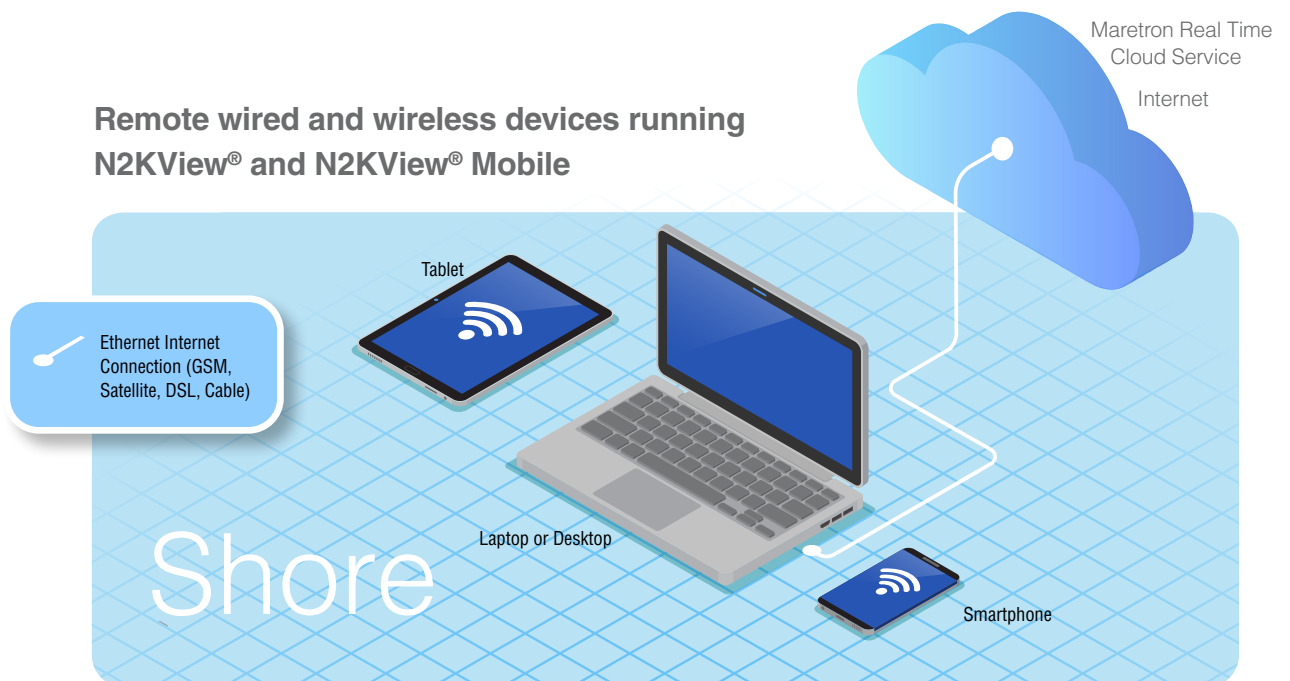 Maretron Real Time
Cloud Service
Internet
Remote wired and wireless devices running
N2KView® and N2KView® Mobile
Tablet
Ethernet Internet
Connection (GSM,
Satellite, DSL, Cable)
Laptop or Desktop
Shore
Smartphone